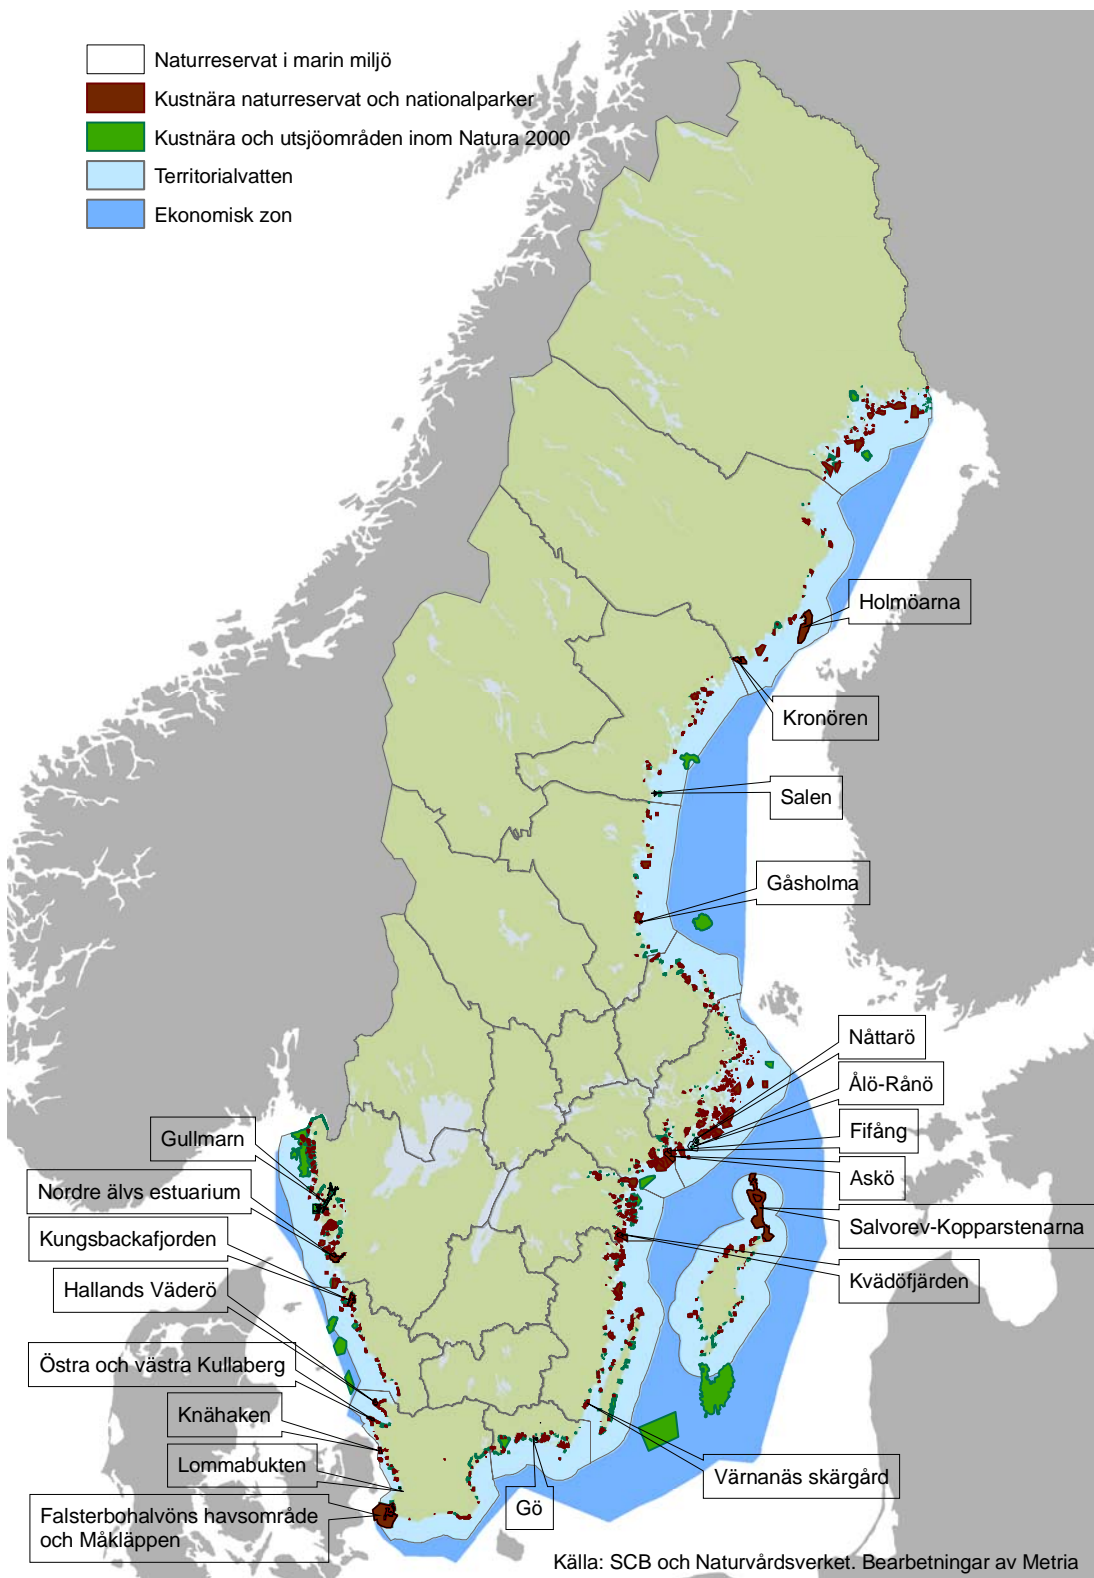 Naturreservat i marin miljö
Kustnära naturreservat och nationalparker
Kustnära och utsjöområden inom Natura 2000
Territorialvatten
Ekonomisk zon
Holmöarna
Kronören
Salen
Gåsholma
Nåttarö
Ålö-Rånö
Fifång
Askö
Salvorev-Kopparstenarna
Kvädöfjärden
Gullmarn
Nordre älvs estuarium
Kungsbackafjorden
Hallands Väderö
Östra och västra Kullaberg
Knähaken
Lommabukten
Falsterbohalvöns havsområde
och Måkläppen
Gö
Värnanäs skärgård
Källa: SCB och Naturvårdsverket. Bearbetningar av Metria